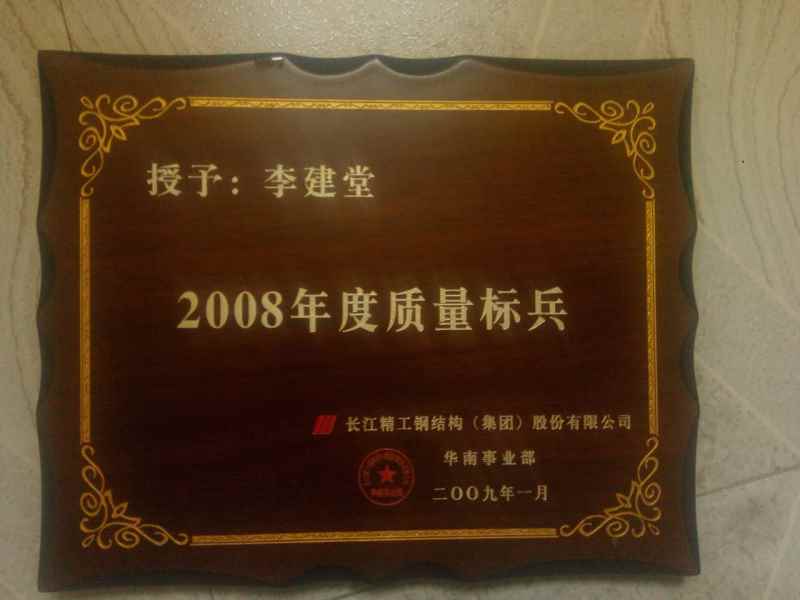 授予：李建堂
2008年度质量标兵
长江精工钢结构（集团）股份有限公司
华南事业部
二OO九年一月